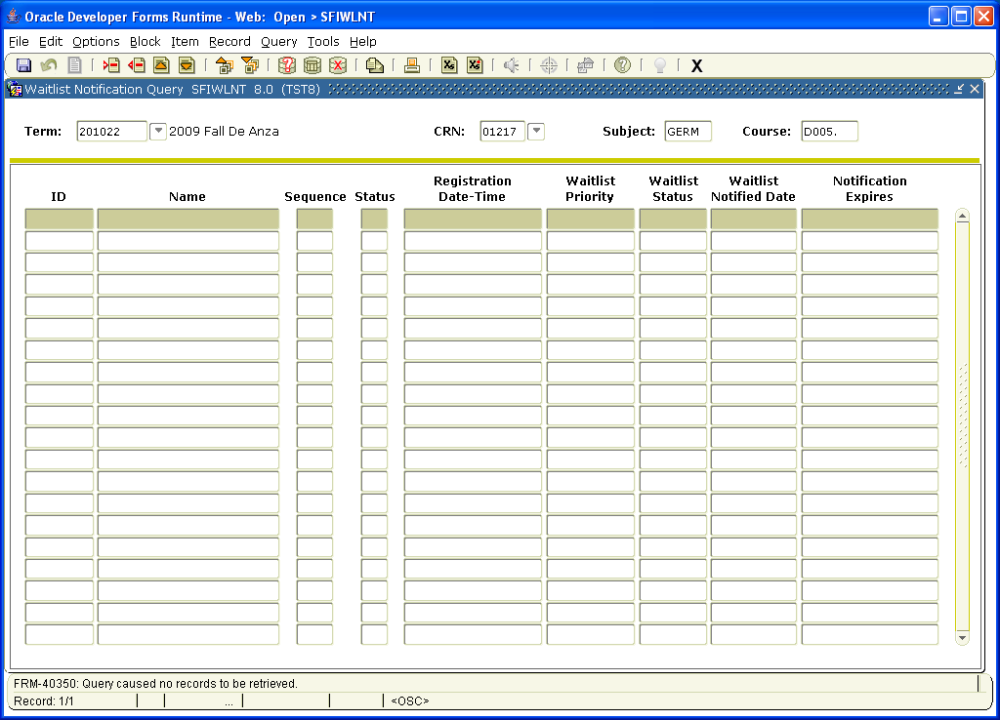 Oracle Developer Forms Runtime - Web: Open > SFIWLNT
File Edit Options Block Item Record Query Tools Help
X
Waitlist Notification Query SFIWLNT 8.0 (TST8)
Term: 201022 2009 Fall De Anza CRN: 01217 Subject: GERM Course: D005.
Registration Waitlist Waitlist Waitlist Notification
ID Name Sequence Status Date-Time Priority Status Notified Date Expires
FRM-40350: Query caused no records to be retrieved.
Record: 1/1 ... <OSC>